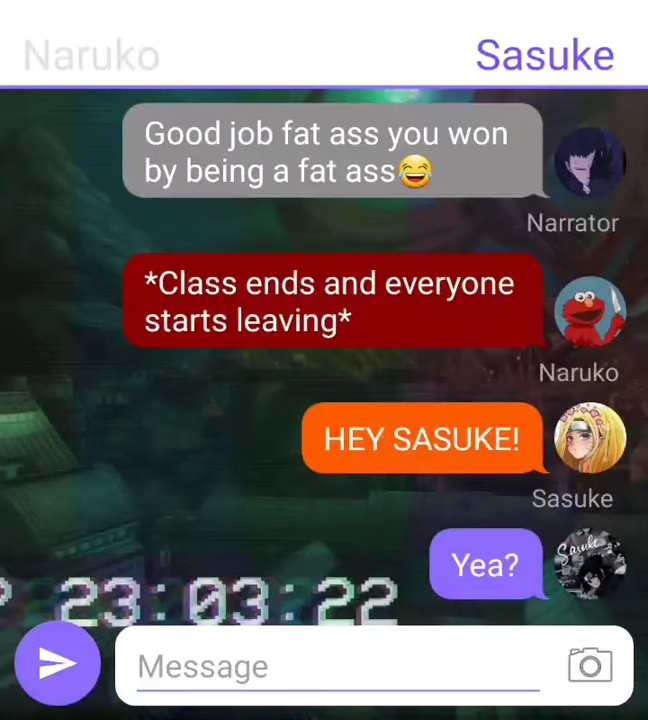 Naruko Sasuke
Good job fat ass you won
by being a fat ass😂
Narrator
*Class ends and everyone
starts leaving*
Naruko
HEY SASUKE!
Sasuke
Yea?
Sasuke
23:03:22
Message